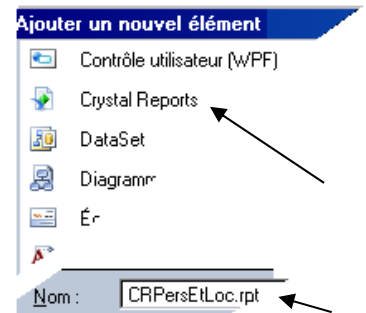 Ajouter un nouvel élément
Contrôle utilisateur (WPF)
Crystal Reports
DataSet
Nom : CRPersEtLoc.rpt